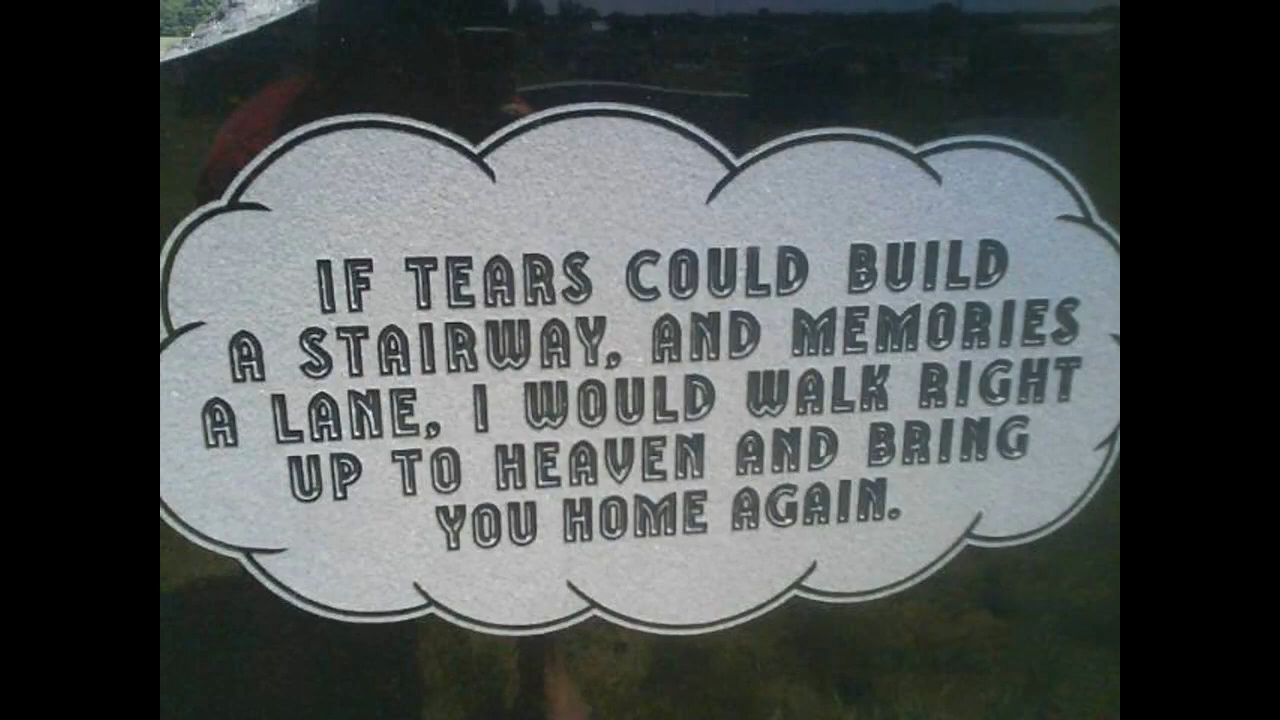 IF TEARS COULD BUILD
A STAIRWAY, AND MEMORIES
A LANE, I WOULD WALK RIGHT
UP TO HEAVEN AND BRING
YOU HOME AGAIN.